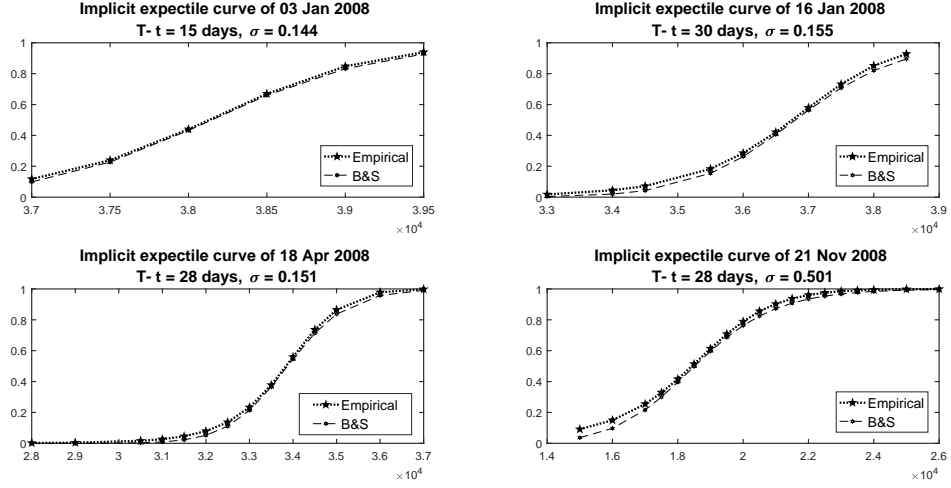 Implicit expectile curve of 03 Jan 2008
T- t = 15 days, σ = 0.144
1
0.8
0.6
0.4
0.2
0
3.7 3.75 3.8 3.85 3.9 3.95
×10⁴
Empirical
B&S
Implicit expectile curve of 16 Jan 2008
T- t = 30 days, σ = 0.155
1
0.8
0.6
0.4
0.2
0
3.3 3.4 3.5 3.6 3.7 3.8 3.9
×10⁴
Empirical
B&S
Implicit expectile curve of 18 Apr 2008
T- t = 28 days, σ = 0.151
1
0.8
0.6
0.4
0.2
0
2.8 2.9 3 3.1 3.2 3.3 3.4 3.5 3.6 3.7
×10⁴
Empirical
B&S
Implicit expectile curve of 21 Nov 2008
T- t = 28 days, σ = 0.501
1
0.8
0.6
0.4
0.2
0
1.4 1.6 1.8 2 2.2 2.4 2.6
×10⁴
Empirical
B&S